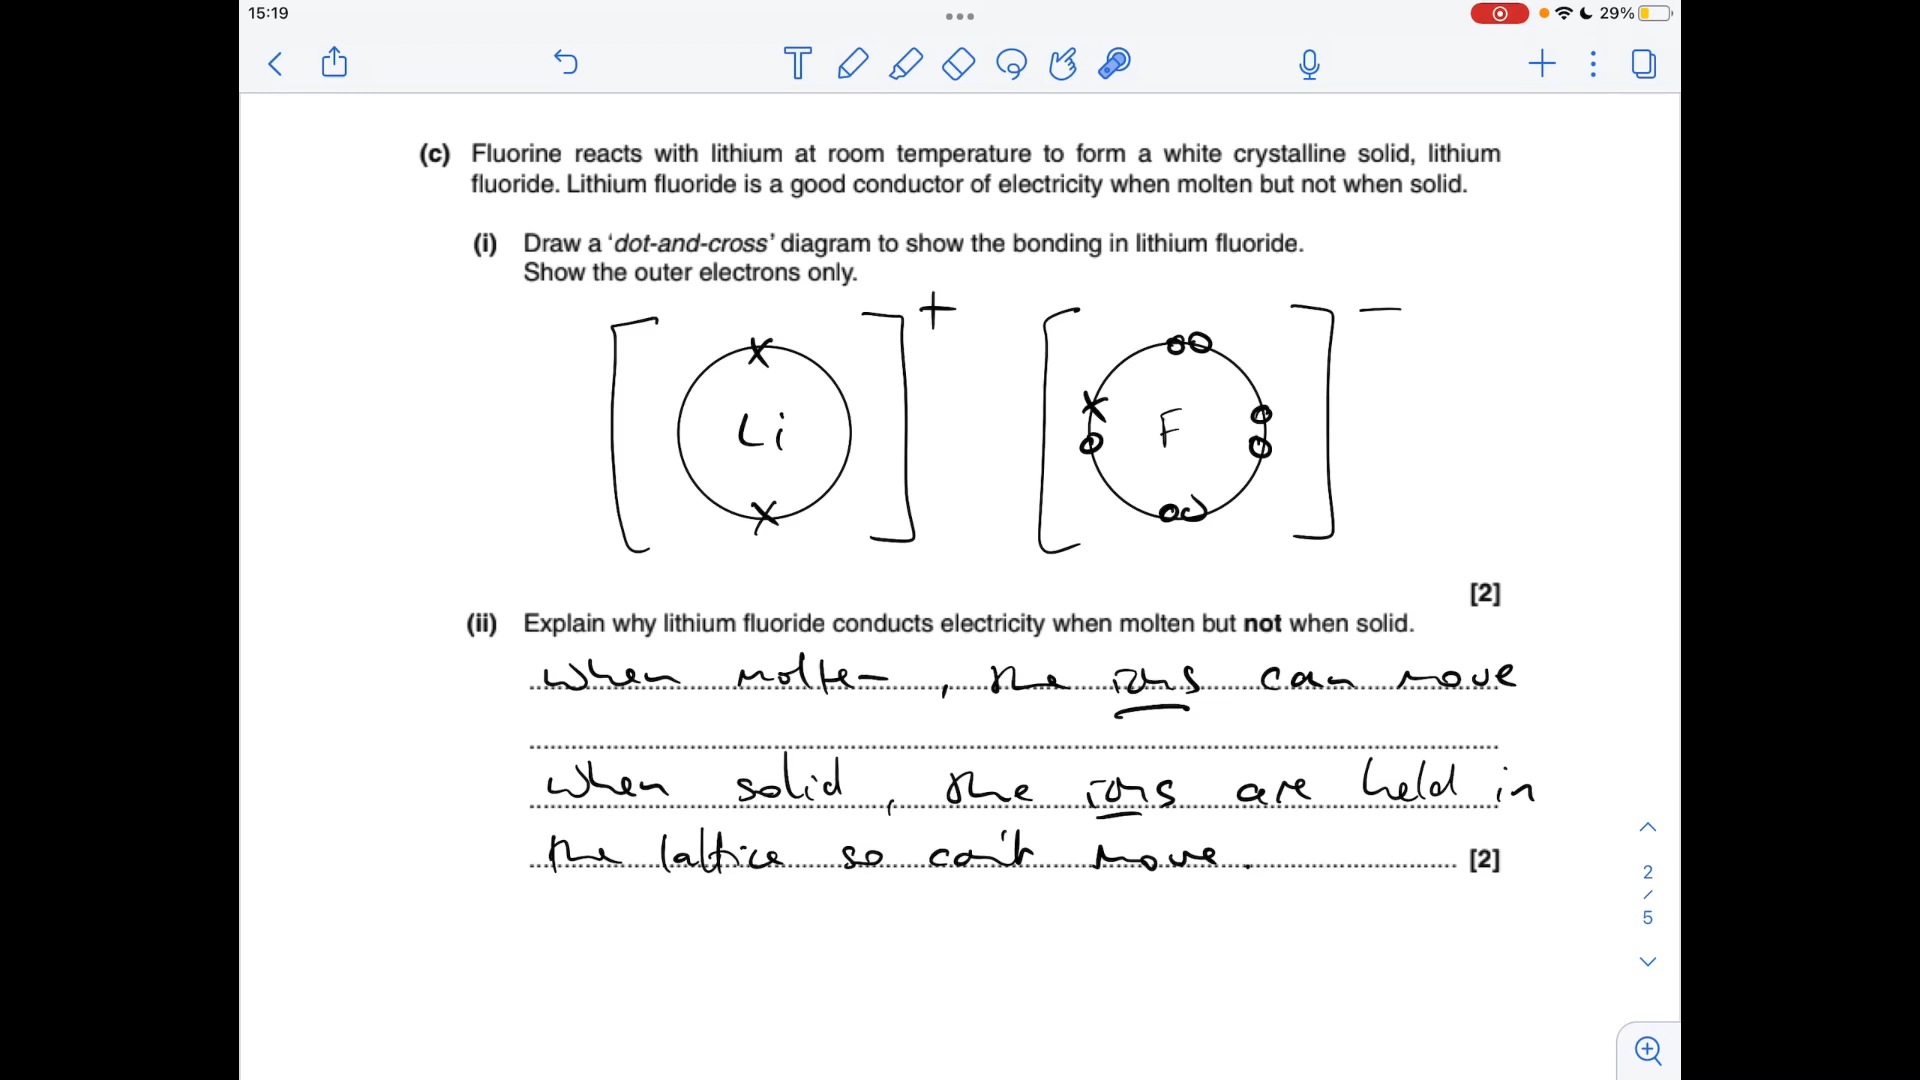 15:19
29%
(c) Fluorine reacts with lithium at room temperature to form a white crystalline solid, lithium
fluoride. Lithium fluoride is a good conductor of electricity when molten but not when solid.
(i) Draw a ‘dot-and-cross’ diagram to show the bonding in lithium fluoride.
Show the outer electrons only.
+
−
Li
F
[2]
(ii) Explain why lithium fluoride conducts electricity when molten but not when solid.
when molten, the ions can move
when solid, the ions are held in
the lattice so can't move. [2]
2
/
5